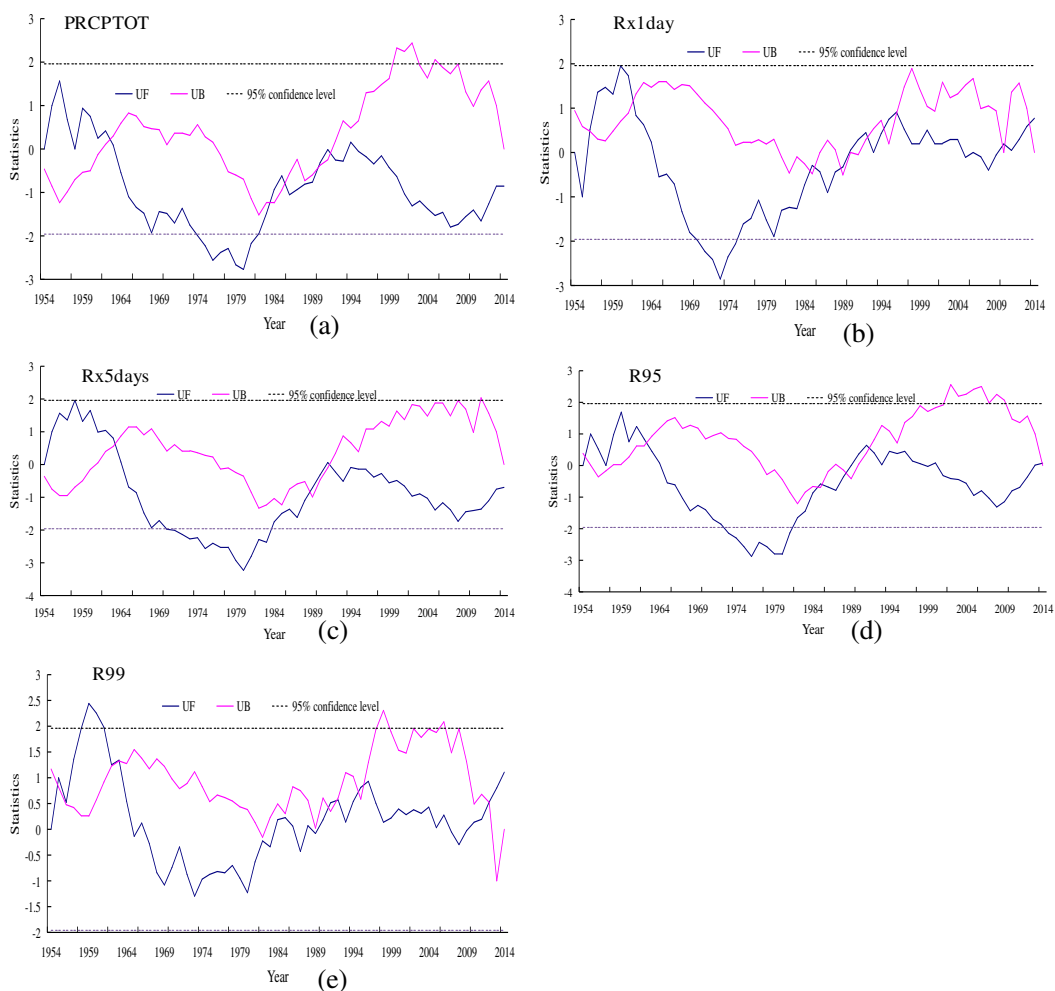 PRCPTOT
3
2
1
0
-1
-2
-3
Statistics
UF UB 95% confidence level
1954 1959 1964 1969 1974 1979 1984 1989 1994 1999 2004 2009 2014
Year
(a)
Rx1day
3
2
1
0
-1
-2
-3
Statistics
UF UB 95% confidence level
1954 1959 1964 1969 1974 1979 1984 1989 1994 1999 2004 2009 2014
Year
(b)
Rx5days
3
2
1
0
-1
-2
-3
-4
Statistics
UF UB 95% confidence level
1954 1959 1964 1969 1974 1979 1984 1989 1994 1999 2004 2009 2014
Year
(c)
R95
3
2
1
0
-1
-2
-3
-4
Statistics
UF UB 95% confidence level
1954 1959 1964 1969 1974 1979 1984 1989 1994 1999 2004 2009 2014
Year
(d)
R99
3
2.5
2
1.5
1
0.5
0
-0.5
-1
-1.5
-2
Statistics
UF UB 95% confidence level
1954 1959 1964 1969 1974 1979 1984 1989 1994 1999 2004 2009 2014
Year
(e)